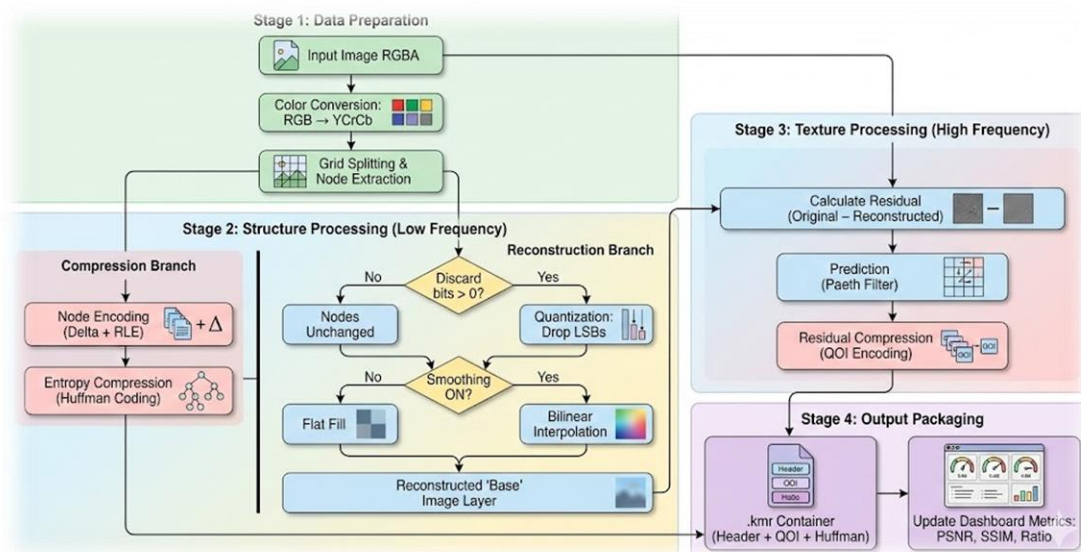 Stage 1: Data Preparation
Input Image RGBA
Color Conversion:
RGB → YCrCb
Grid Splitting &
Node Extraction
Stage 2: Structure Processing (Low Frequency)
Compression Branch
Node Encoding
(Delta + RLE)
+ Δ
Entropy Compression
(Huffman Coding)
Reconstruction Branch
Discard
bits > 0?
No
Yes
Nodes
Unchanged
Quantization:
Drop LSBs
Smoothing
ON?
No
Yes
Flat Fill
Bilinear
Interpolation
Reconstructed 'Base'
Image Layer
Stage 3: Texture Processing (High Frequency)
Calculate Residual
(Original – Reconstructed)
Prediction
(Paeth Filter)
Residual Compression
(QOI Encoding)
Stage 4: Output Packaging
Header
QOI
.kmr Container
(Header + QOI + Huffman)
Update Dashboard Metrics:
PSNR, SSIM, Ratio